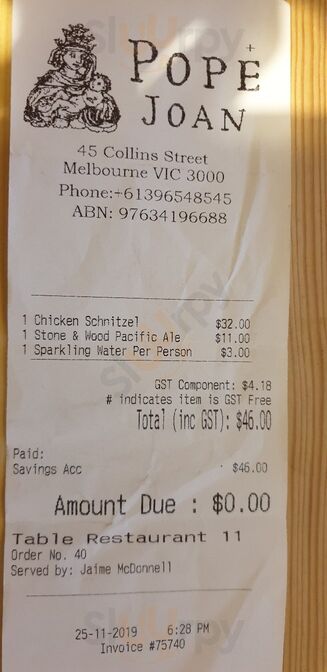 POPE
JOAN
45 Collins Street
Melbourne VIC 3000
Phone:+61396548545
ABN: 97634196688
1 Chicken Schnitzel $32.00
1 Stone & Wood Pacific Ale $11.00
1 Sparkling Water Per Person $3.00
GST Component: $4.18
# indicates item is GST Free
Total (inc GST): $46.00
Paid:
Savings Acc $46.00
Amount Due : $0.00
Table Restaurant 11
Order No. 40
Served by: Jaime McDonnell
25-11-2019 6:28 PM
Invoice #75740